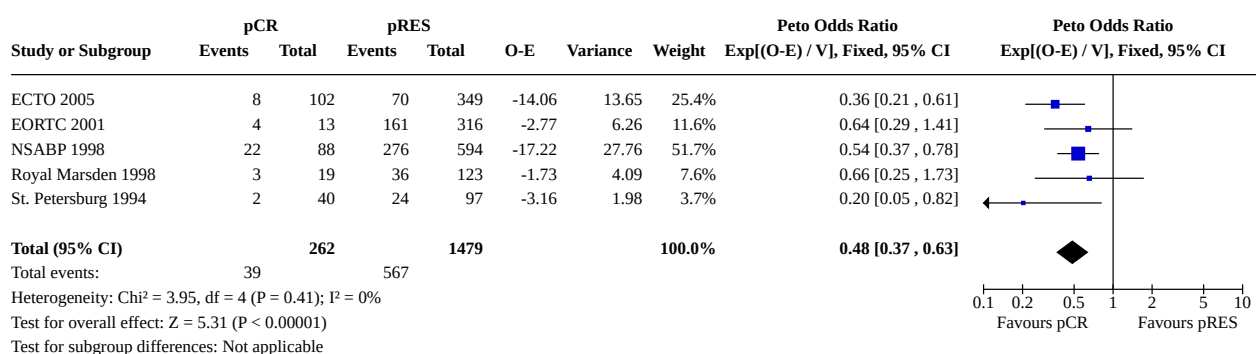 pCR pRES Peto Odds Ratio Peto Odds Ratio
Study or Subgroup Events Total Events Total O-E Variance Weight Exp[(O-E) / V], Fixed, 95% CI Exp[(O-E) / V], Fixed, 95% CI
ECTO 2005 8 102 70 349 -14.06 13.65 25.4% 0.36 [0.21 , 0.61]
EORTC 2001 4 13 161 316 -2.77 6.26 11.6% 0.64 [0.29 , 1.41]
NSABP 1998 22 88 276 594 -17.22 27.76 51.7% 0.54 [0.37 , 0.78]
Royal Marsden 1998 3 19 36 123 -1.73 4.09 7.6% 0.66 [0.25 , 1.73]
St. Petersburg 1994 2 40 24 97 -3.16 1.98 3.7% 0.20 [0.05 , 0.82]
Total (95% CI) 262 1479 100.0% 0.48 [0.37 , 0.63]
Total events: 39 567
Heterogeneity: Chi² = 3.95, df = 4 (P = 0.41); I² = 0%
0.1 0.2 0.5 1 2 5 10
Test for overall effect: Z = 5.31 (P < 0.00001) Favours pCR Favours pRES
Test for subgroup differences: Not applicable